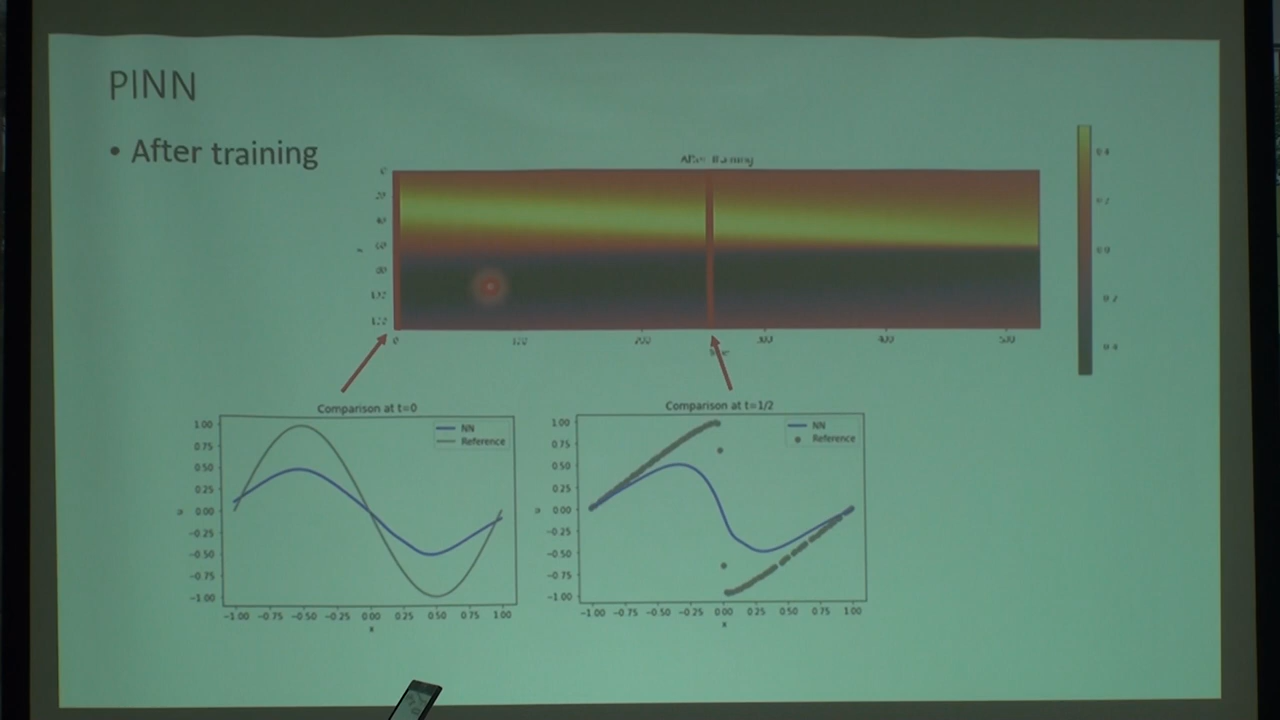 PINN
• After training
After training
0
60
80
0
200
300
400
500
Comparison at t=0
1.00
0.75
0.50
0.25
0.00
−0.25
−0.50
−0.75
−1.00
NN
Reference
u
−1.00 −0.75 −0.50 −0.25 0.00 0.25 0.50 0.75 1.00
x
Comparison at t=1/2
1.00
0.75
0.50
0.25
0.00
−0.25
−0.50
−0.75
−1.00
NN
Reference
u
−1.00 −0.75 −0.50 −0.25 0.00 0.25 0.50 0.75 1.00
x